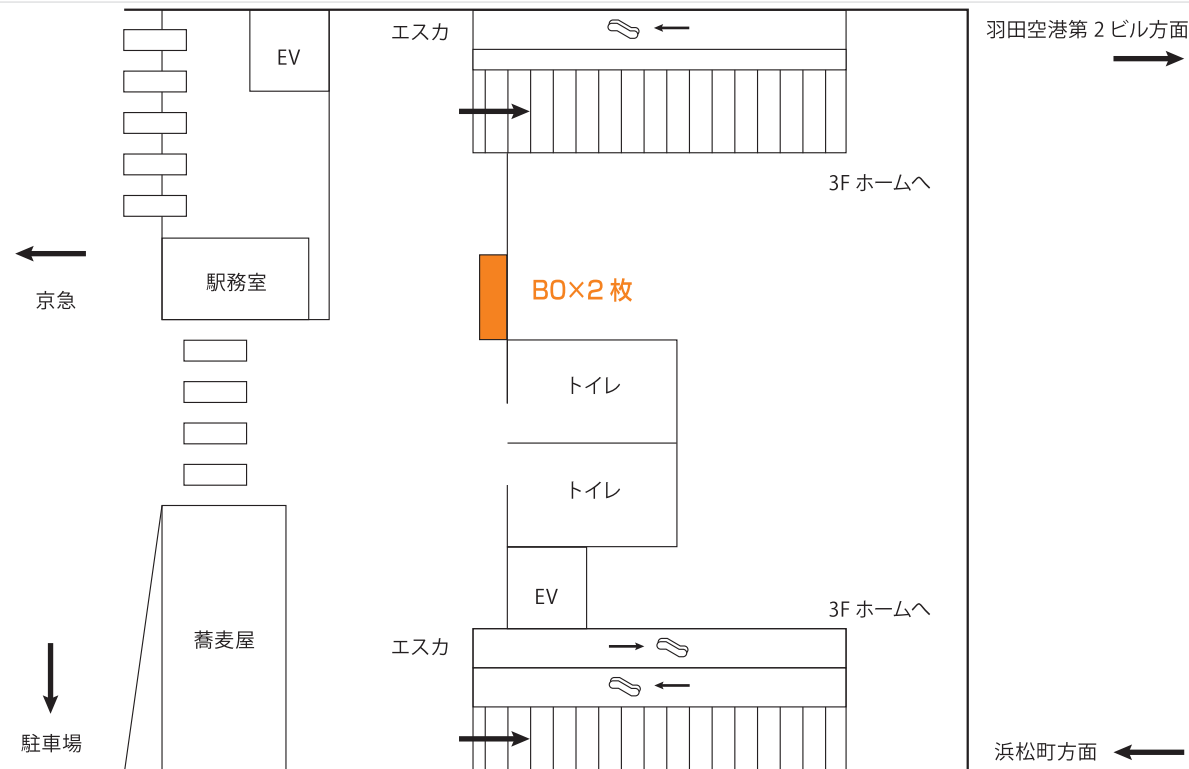 エスカ
羽田空港第 2 ビル方面
EV
3F ホームへ
駅務室
京急
B0×2 枚
トイレ
トイレ
EV
3F ホームへ
蕎麦屋
エスカ
駐車場
浜松町方面